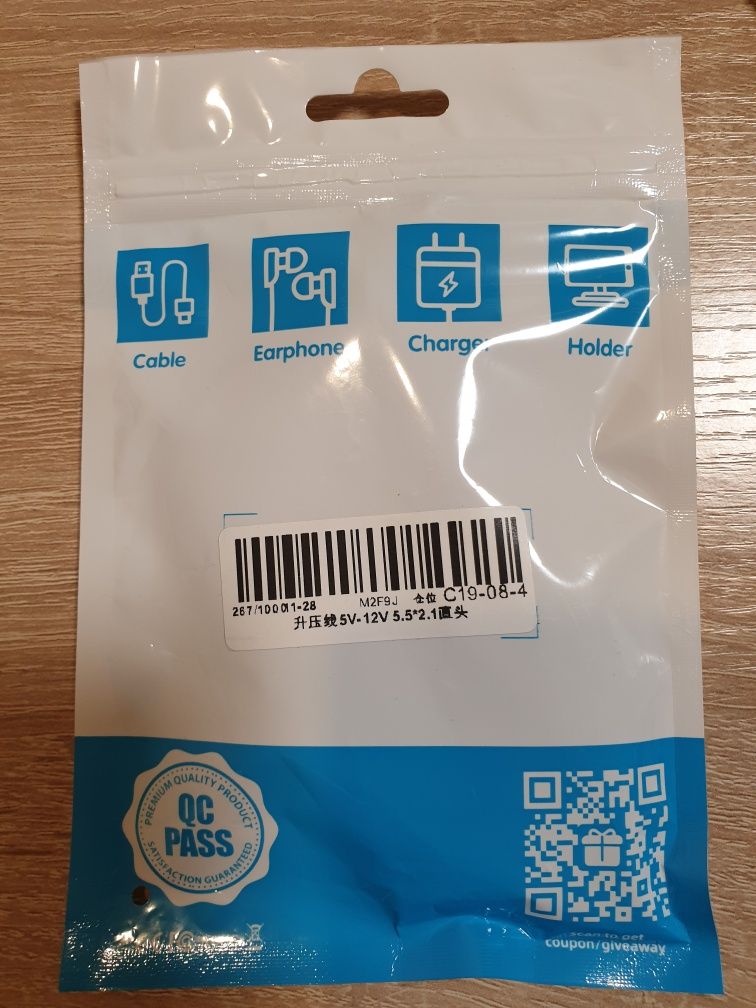 Cable
Earphone
Charger
Holder
267/100011-28
M2F9J
仓位 C19-08-4
升压线5V-12V 5.5*2.1直头
PREMIUM QUALITY PRODUCT
QC
PASS
SATISFACTION GUARANTEED
scan to get
coupon/giveaway